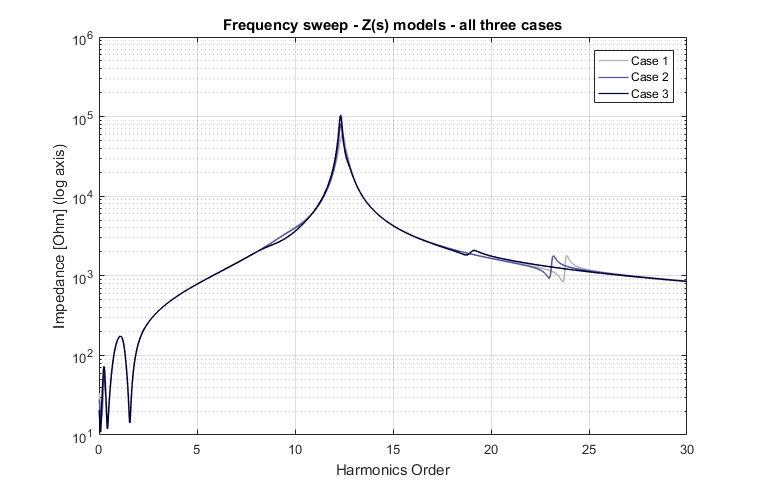 Frequency sweep - Z(s) models - all three cases
10^6
10^5
10^4
10^3
10^2
10^1
Impedance [Ohm] (log axis)
Case 1
Case 2
Case 3
0 5 10 15 20 25 30
Harmonics Order